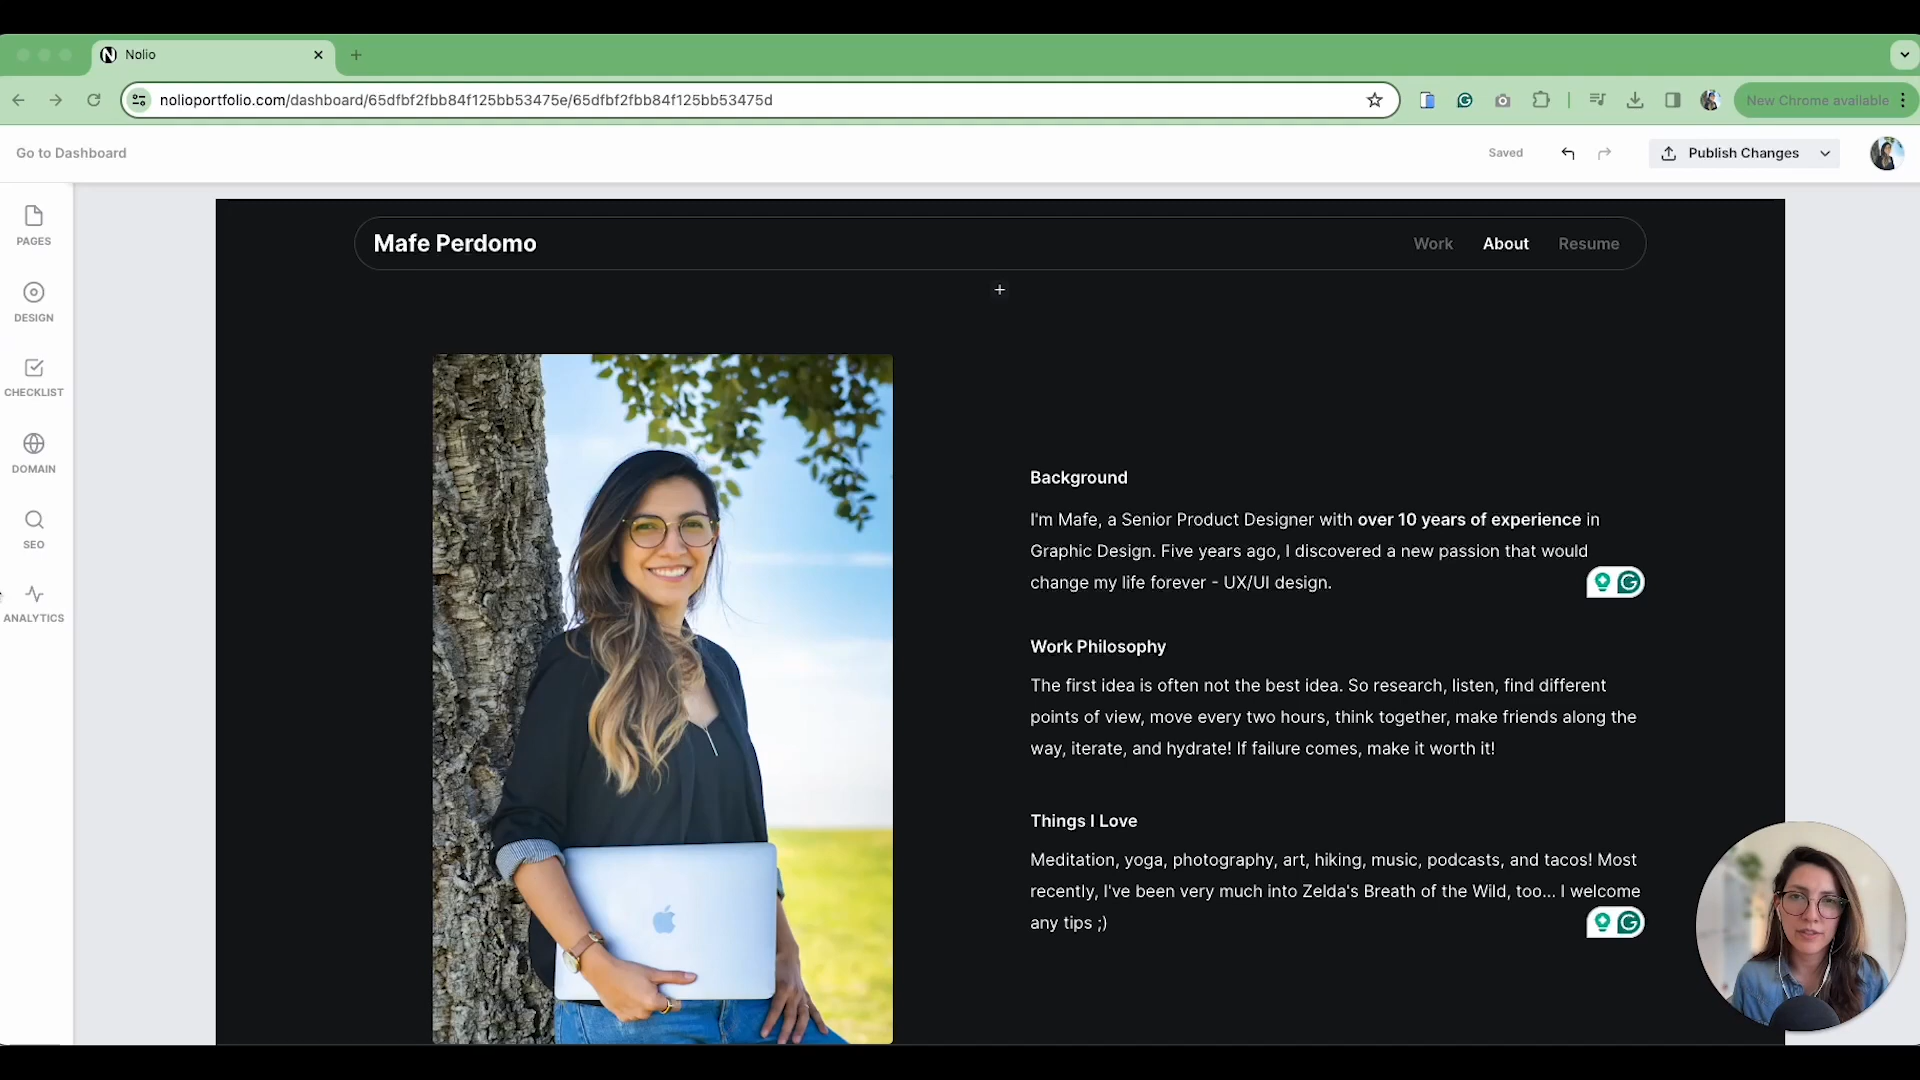 Nolio
nolioportfolio.com/dashboard/65dfbf2fbb84f125bb53475e/65dfbf2fbb84f125bb53475d
New Chrome available
Go to Dashboard
Saved
Publish Changes
PAGES
DESIGN
CHECKLIST
DOMAIN
SEO
ANALYTICS
Mafe Perdomo
Work
About
Resume
Background
I'm Mafe, a Senior Product Designer with over 10 years of experience in
Graphic Design. Five years ago, I discovered a new passion that would
change my life forever - UX/UI design.
Work Philosophy
The first idea is often not the best idea. So research, listen, find different
points of view, move every two hours, think together, make friends along the
way, iterate, and hydrate! If failure comes, make it worth it!
Things I Love
Meditation, yoga, photography, art, hiking, music, podcasts, and tacos! Most
recently, I've been very much into Zelda's Breath of the Wild, too... I welcome
any tips ;)